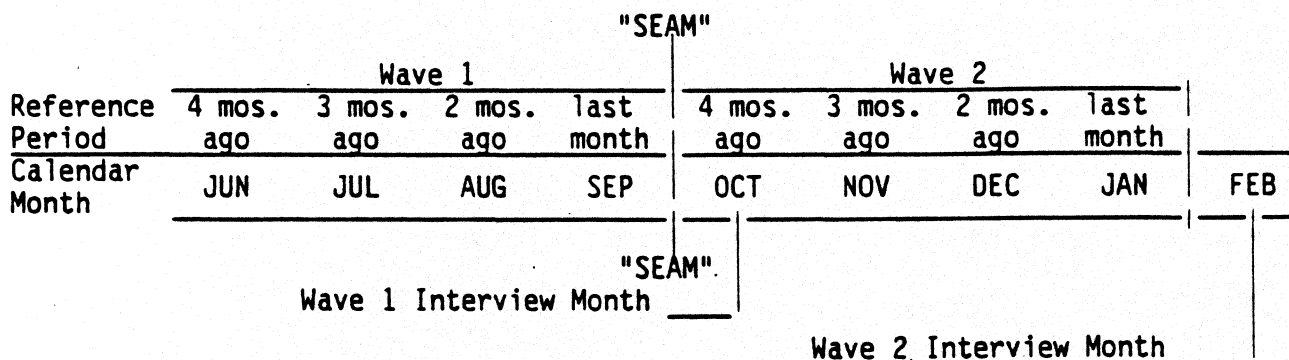 "SEAM"
Wave 1 Wave 2
Reference 4 mos. 3 mos. 2 mos. last 4 mos. 3 mos. 2 mos. last
Period ago ago ago month ago ago ago month
Calendar
Month JUN JUL AUG SEP OCT NOV DEC JAN FEB
"SEAM".
Wave 1 Interview Month
Wave 2 Interview Month